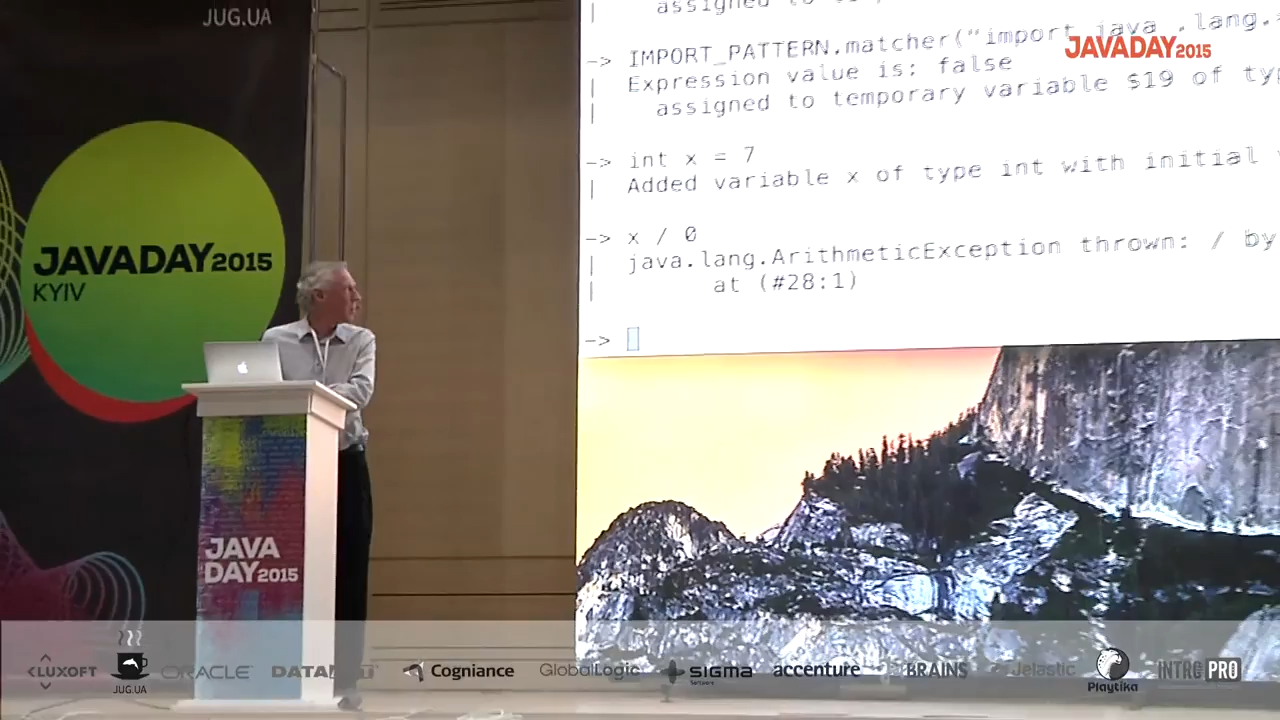 JUG.UA
JAVADAY2015
KYIV
JAVA
DAY2015
assigned to
-> IMPORT_PATTERN.matcher("import java .lang.
| Expression value is: false
| assigned to temporary variable $19 of
-> int x = 7
| Added variable x of type int with initial
-> x / 0
| java.lang.ArithmeticException thrown: / by
| at (#28:1)
->
JAVADAY2015
LUXOFT
JUG.UA
ORACLE
Cogniance
GlobalLogic
SIGMA
Software
accenture
BRAINS
Jelastic
Playtika
INTRO PRO